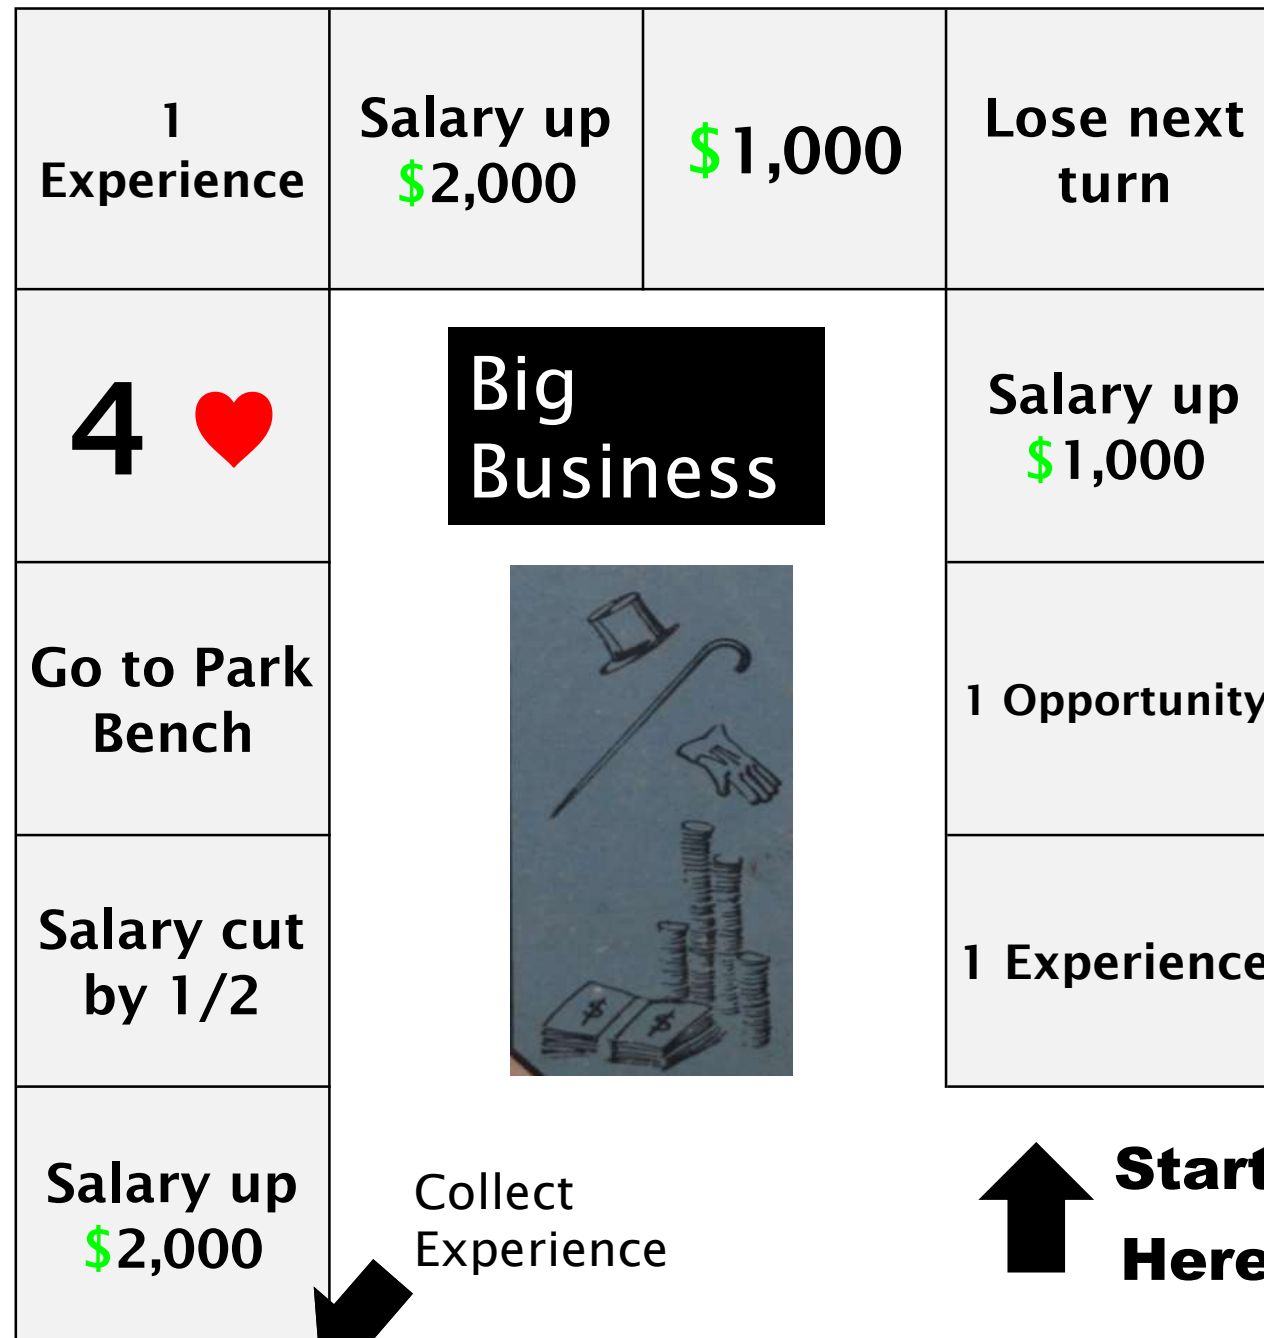 1
Experience
Salary up
$2,000
$1,000
Lose next
turn
4 ♥
Big
Business
Salary up
$1,000
Go to Park
Bench
1 Opportunity
Salary cut
by 1/2
1 Experience
$ $
Salary up
$2,000
Collect
Experience
Start
Here